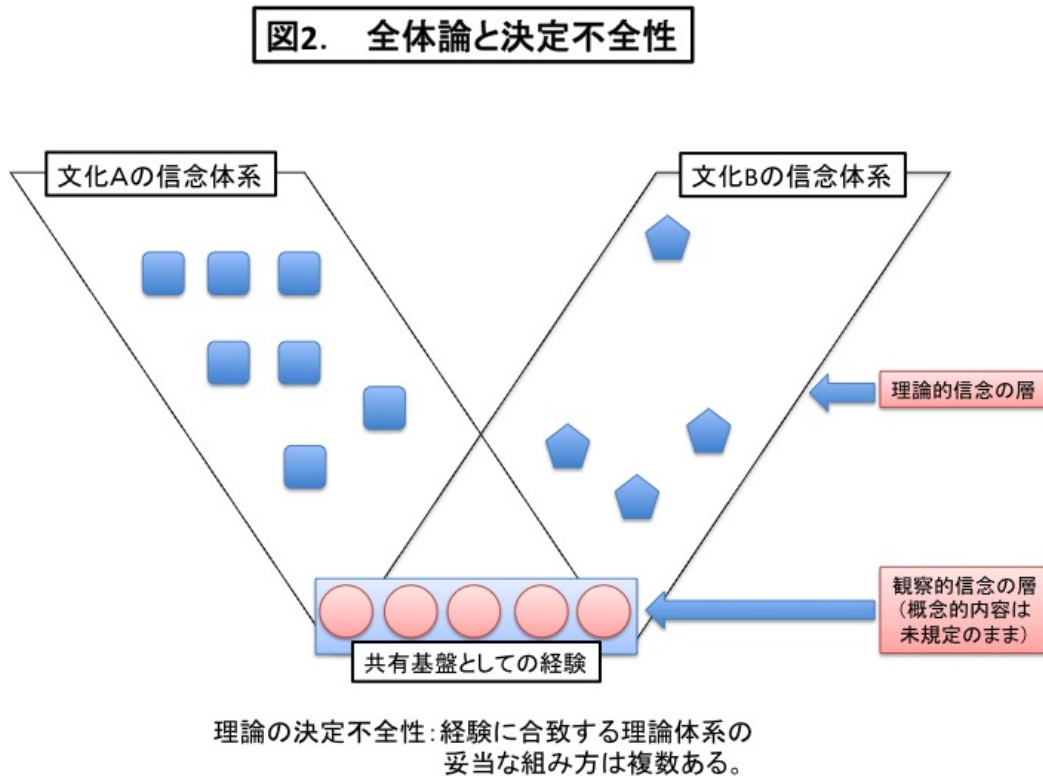 図2.　全体論と決定不全性
文化Aの信念体系
文化Bの信念体系
理論的信念の層
観察的信念の層
（概念的内容は
未規定のまま）
共有基盤としての経験
理論の決定不全性：経験に合致する理論体系の
妥当な組み方は複数ある。